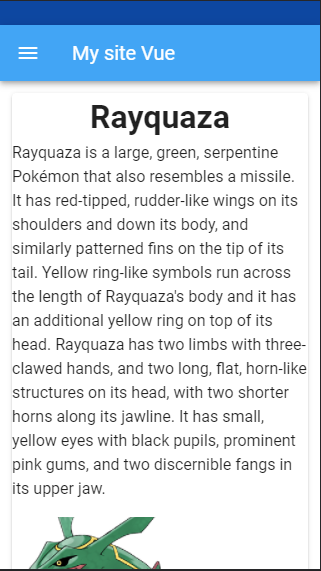 My site Vue
Rayquaza
Rayquaza is a large, green, serpentine
Pokémon that also resembles a missile.
It has red-tipped, rudder-like wings on its
shoulders and down its body, and
similarly patterned fins on the tip of its
tail. Yellow ring-like symbols run across
the length of Rayquaza's body and it has
an additional yellow ring on top of its
head. Rayquaza has two limbs with three-
clawed hands, and two long, flat, horn-like
structures on its head, with two shorter
horns along its jawline. It has small,
yellow eyes with black pupils, prominent
pink gums, and two discernible fangs in
its upper jaw.